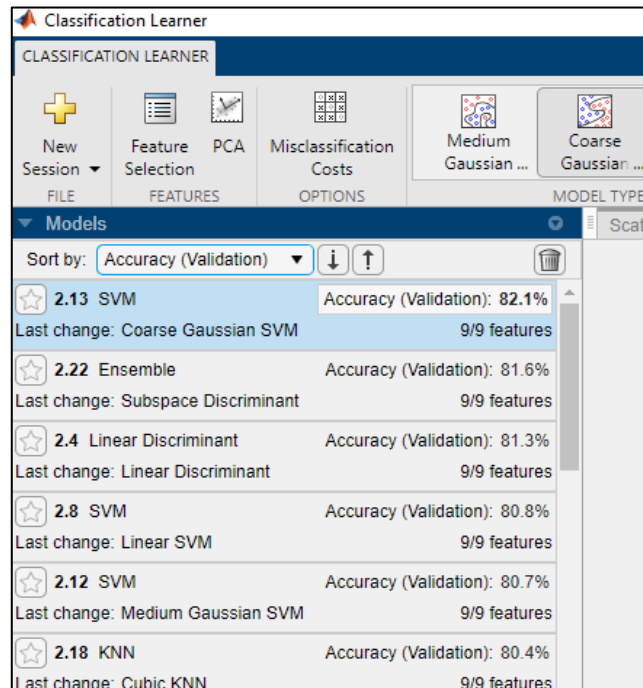 Classification Learner
CLASSIFICATION LEARNER
New Session
Feature Selection
PCA
Misclassification Costs
Medium Gaussian ...
Coarse Gaussian ...
FILE
FEATURES
OPTIONS
MODEL TYPE
Models
Scat
Sort by: Accuracy (Validation)
2.13 SVM Accuracy (Validation): 82.1%
Last change: Coarse Gaussian SVM 9/9 features
2.22 Ensemble Accuracy (Validation): 81.6%
Last change: Subspace Discriminant 9/9 features
2.4 Linear Discriminant Accuracy (Validation): 81.3%
Last change: Linear Discriminant 9/9 features
2.8 SVM Accuracy (Validation): 80.8%
Last change: Linear SVM 9/9 features
2.12 SVM Accuracy (Validation): 80.7%
Last change: Medium Gaussian SVM 9/9 features
2.18 KNN Accuracy (Validation): 80.4%
Last change: Cubic KNN 9/9 features